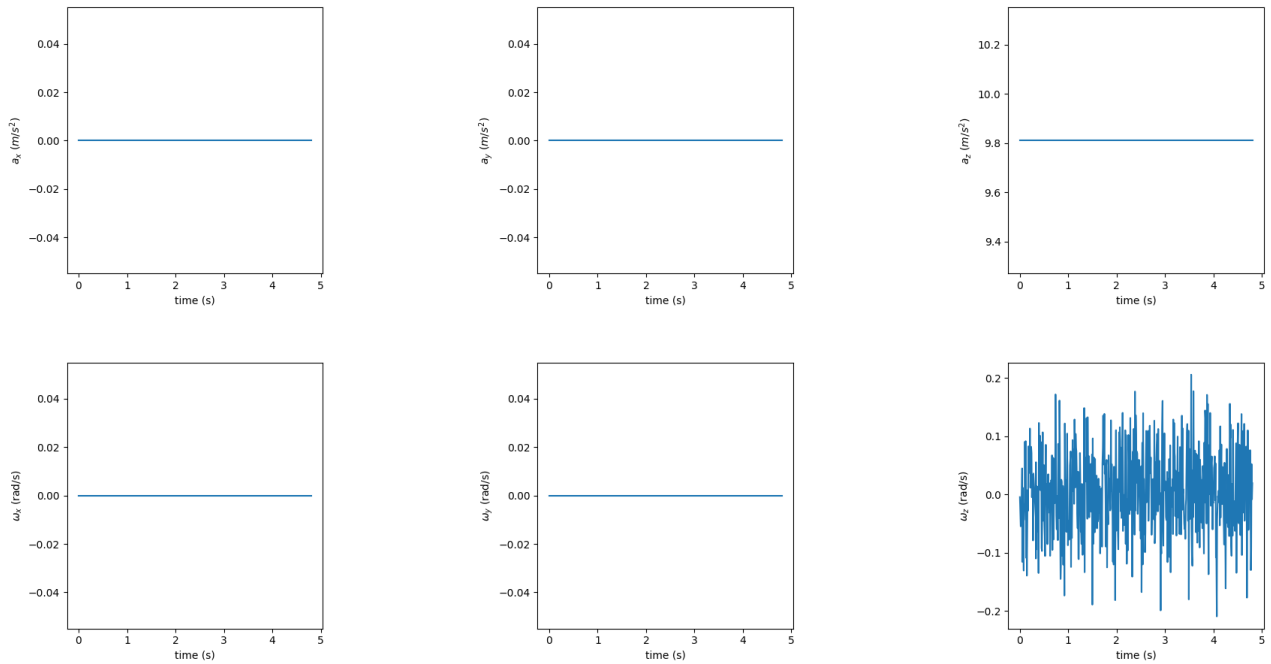 0.04
0.02
0.00
−0.02
−0.04
a_x (m/s²)
0 1 2 3 4 5
time (s)
0.04
0.02
0.00
−0.02
−0.04
a_y (m/s²)
0 1 2 3 4 5
time (s)
10.2
10.0
9.8
9.6
9.4
a_z (m/s²)
0 1 2 3 4 5
time (s)
0.04
0.02
0.00
−0.02
−0.04
ω_x (rad/s)
0 1 2 3 4 5
time (s)
0.04
0.02
0.00
−0.02
−0.04
ω_y (rad/s)
0 1 2 3 4 5
time (s)
0.2
0.1
0.0
−0.1
−0.2
ω_z (rad/s)
0 1 2 3 4 5
time (s)